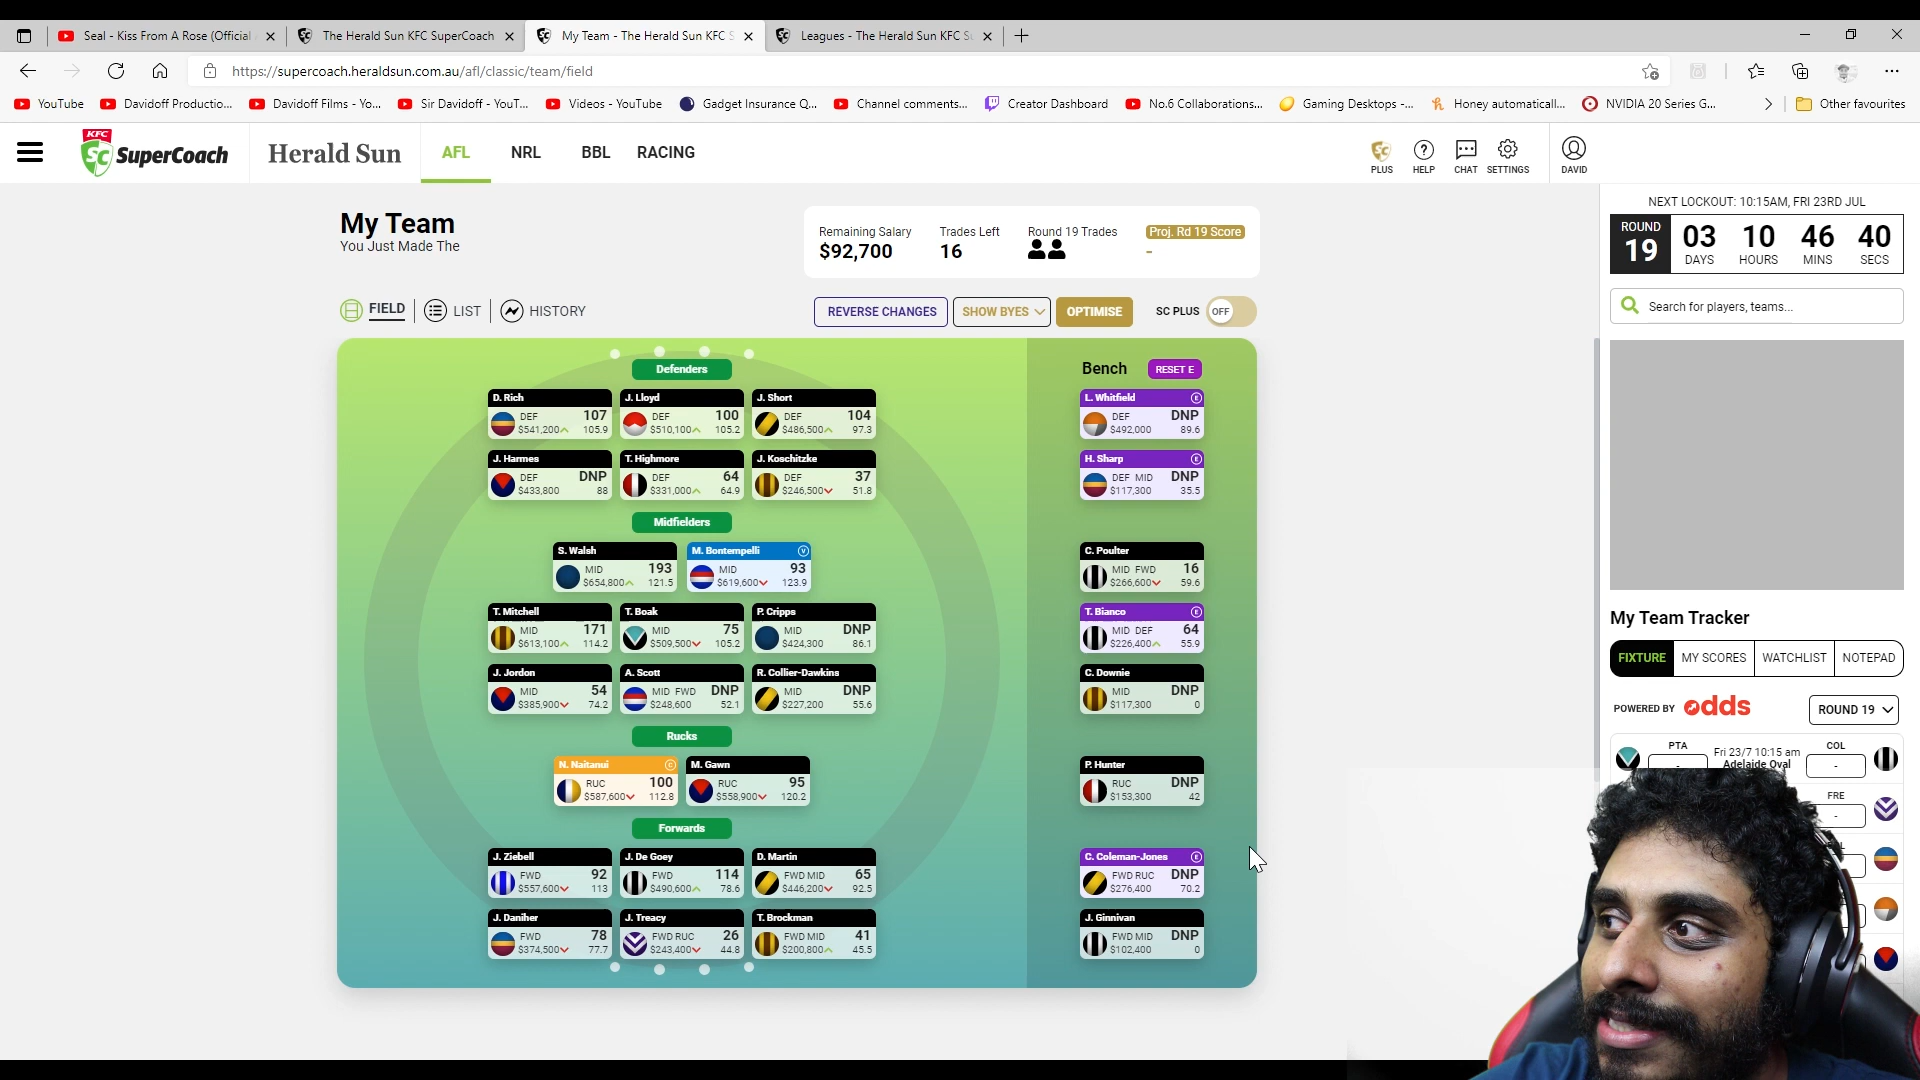 Seal - Kiss From A Rose (Official
The Herald Sun KFC SuperCoach
My Team - The Herald Sun KFC S
Leagues - The Herald Sun KFC Su
https://supercoach.heraldsun.com.au/afl/classic/team/field
YouTube
Davidoff Productio...
Davidoff Films - Yo...
Sir Davidoff - YouT...
Videos - YouTube
Gadget Insurance Q...
Channel comments...
Creator Dashboard
No.6 Collaborations...
Gaming Desktops -...
Honey automaticall...
NVIDIA 20 Series G...
Other favourites
KFC SC SuperCoach
Herald Sun
AFL
NRL
BBL
RACING
PLUS
HELP
CHAT
SETTINGS
DAVID
My Team
You Just Made The
Remaining Salary
$92,700
Trades Left
16
Round 19 Trades
Proj. Rd 19 Score
-
FIELD
LIST
HISTORY
REVERSE CHANGES
SHOW BYES
OPTIMISE
SC PLUS OFF
Defenders
D. Rich
DEF 107
$541,200 105.9
J. Lloyd
DEF 100
$510,100 105.2
J. Short
DEF 104
$486,500 97.3
J. Harmes
DEF DNP
$433,800 88
T. Highmore
DEF 64
$331,000 64.9
J. Koschitzke
DEF 37
$246,500 51.8
Midfielders
S. Walsh
MID 193
$654,800 121.5
M. Bontempelli V
MID 93
$619,600 123.9
T. Mitchell
MID 171
$613,100 114.2
T. Boak
MID 75
$509,500 105.2
P. Cripps
MID DNP
$424,300 86.1
J. Jordon
MID 54
$385,900 74.2
A. Scott
MID FWD DNP
$248,600 52.1
R. Collier-Dawkins
MID DNP
$227,200 55.6
Rucks
N. Naitanui C
RUC 100
$587,600 112.8
M. Gawn
RUC 95
$558,900 120.2
Forwards
J. Ziebell
FWD 92
$557,600 113
J. De Goey
FWD 114
$490,600 78.6
D. Martin
FWD MID 65
$446,200 92.5
J. Daniher
FWD 78
$374,500 77.7
J. Treacy
FWD RUC 26
$243,400 44.8
T. Brockman
FWD MID 41
$200,800 45.5
Bench
RESET E
L. Whitfield E
DEF DNP
$492,000 89.6
H. Sharp E
DEF MID DNP
$117,300 35.5
C. Poulter
MID FWD 16
$266,600 59.6
T. Bianco E
MID DEF 64
$226,400 55.9
C. Downie
MID DNP
$117,300 0
P. Hunter
RUC DNP
$153,300 42
C. Coleman-Jones E
FWD RUC DNP
$276,400 70.2
J. Ginnivan
FWD MID DNP
$102,400 0
NEXT LOCKOUT: 10:15AM, FRI 23RD JUL
ROUND 19
03 DAYS
10 HOURS
46 MINS
40 SECS
Search for players, teams...
My Team Tracker
FIXTURE
MY SCORES
WATCHLIST
NOTEPAD
POWERED BY odds
ROUND 19
PTA
-
Fri 23/7 10:15 am
Adelaide Oval
COL
-
FRE
-